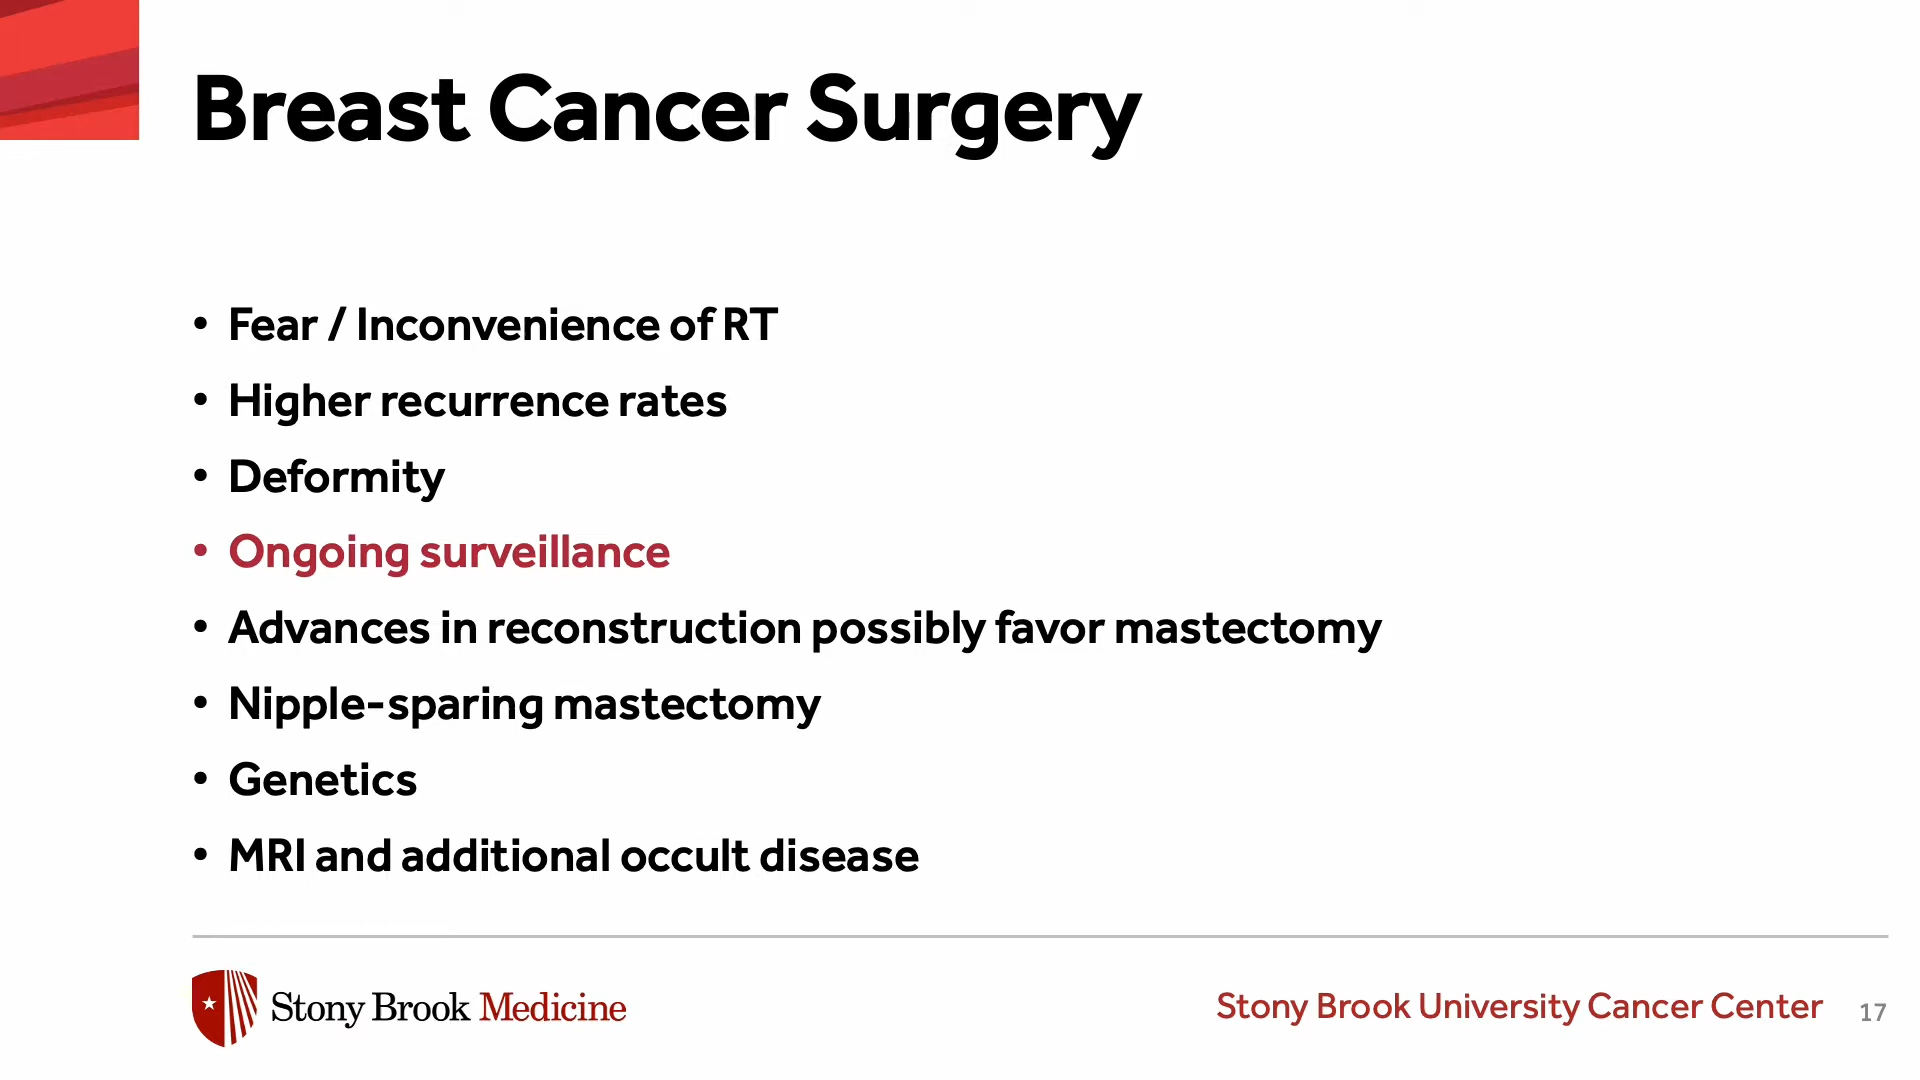 Breast Cancer Surgery
• Fear / Inconvenience of RT
• Higher recurrence rates
• Deformity
• Ongoing surveillance
• Advances in reconstruction possibly favor mastectomy
• Nipple-sparing mastectomy
• Genetics
• MRI and additional occult disease
Stony Brook Medicine
Stony Brook University Cancer Center 17